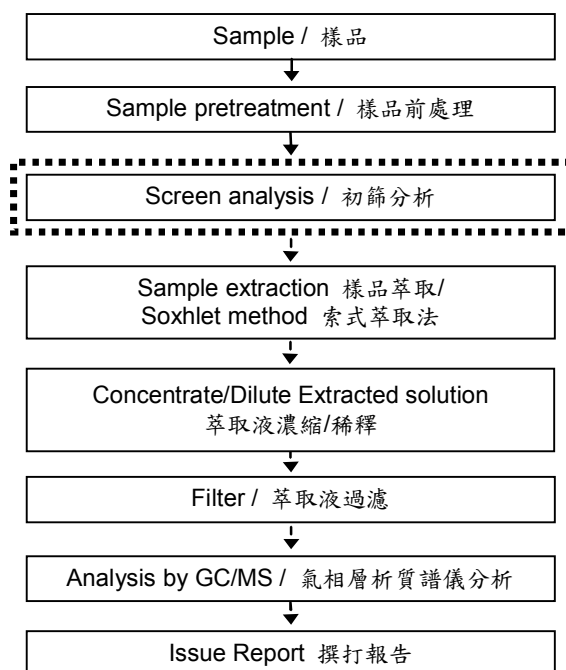 Sample / 樣品
Sample pretreatment / 樣品前處理
Screen analysis / 初篩分析
Sample extraction 樣品萃取/
Soxhlet method 索式萃取法
Concentrate/Dilute Extracted solution
萃取液濃縮/稀釋
Filter / 萃取液過濾
Analysis by GC/MS / 氣相層析質譜儀分析
Issue Report 撰打報告